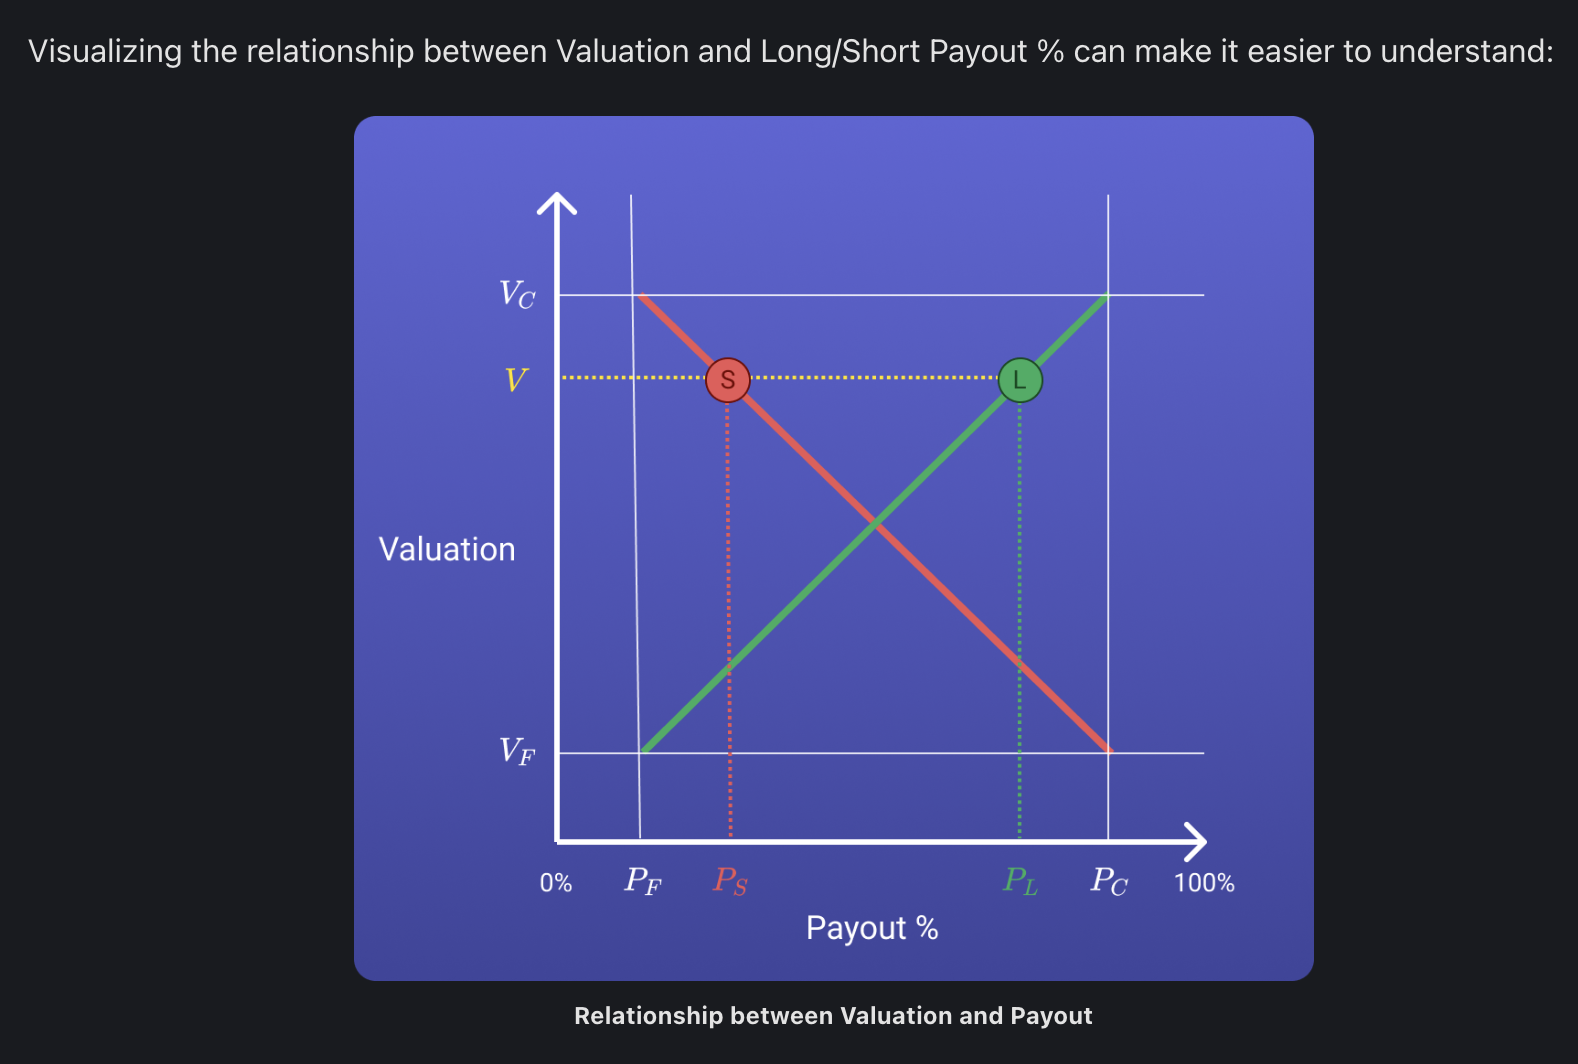 Visualizing the relationship between Valuation and Long/Short Payout % can make it easier to understand:
V_C
V
S
L
Valuation
V_F
0%
P_F
P_S
P_L
P_C
100%
Payout %
Relationship between Valuation and Payout